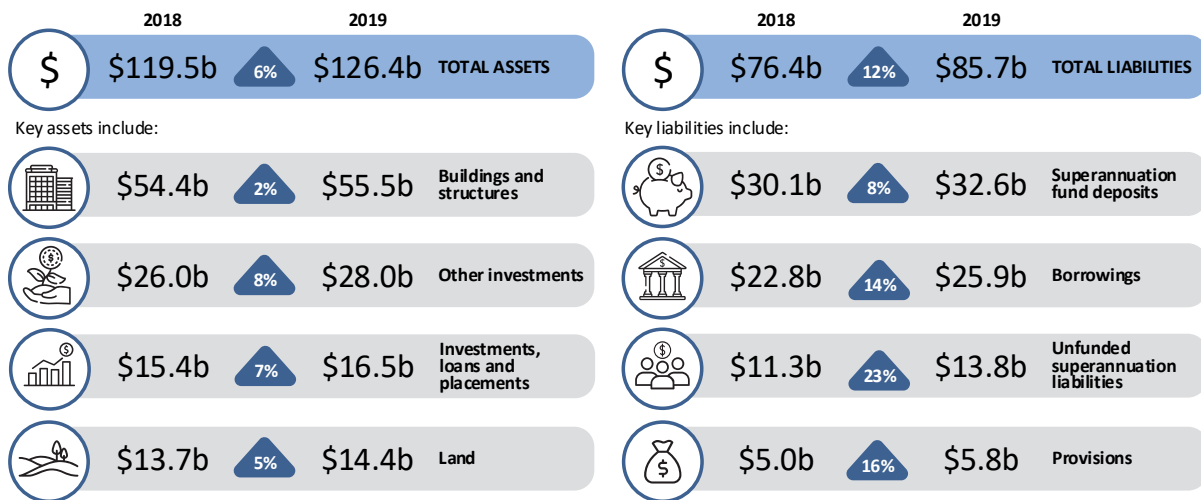 2018 2019
$ $119.5b 6% $126.4b TOTAL ASSETS
Key assets include:
$54.4b 2% $55.5b Buildings and
structures
$ $26.0b 8% $28.0b Other investments
$ $15.4b 7% $16.5b Investments,
loans and
placements
$13.7b 5% $14.4b Land
2018 2019
$ $76.4b 12% $85.7b TOTAL LIABILITIES
Key liabilities include:
$ $30.1b 8% $32.6b Superannuation
fund deposits
$ $22.8b 14% $25.9b Borrowings
$ $11.3b 23% $13.8b Unfunded
superannuation
liabilities
$ $5.0b 16% $5.8b Provisions